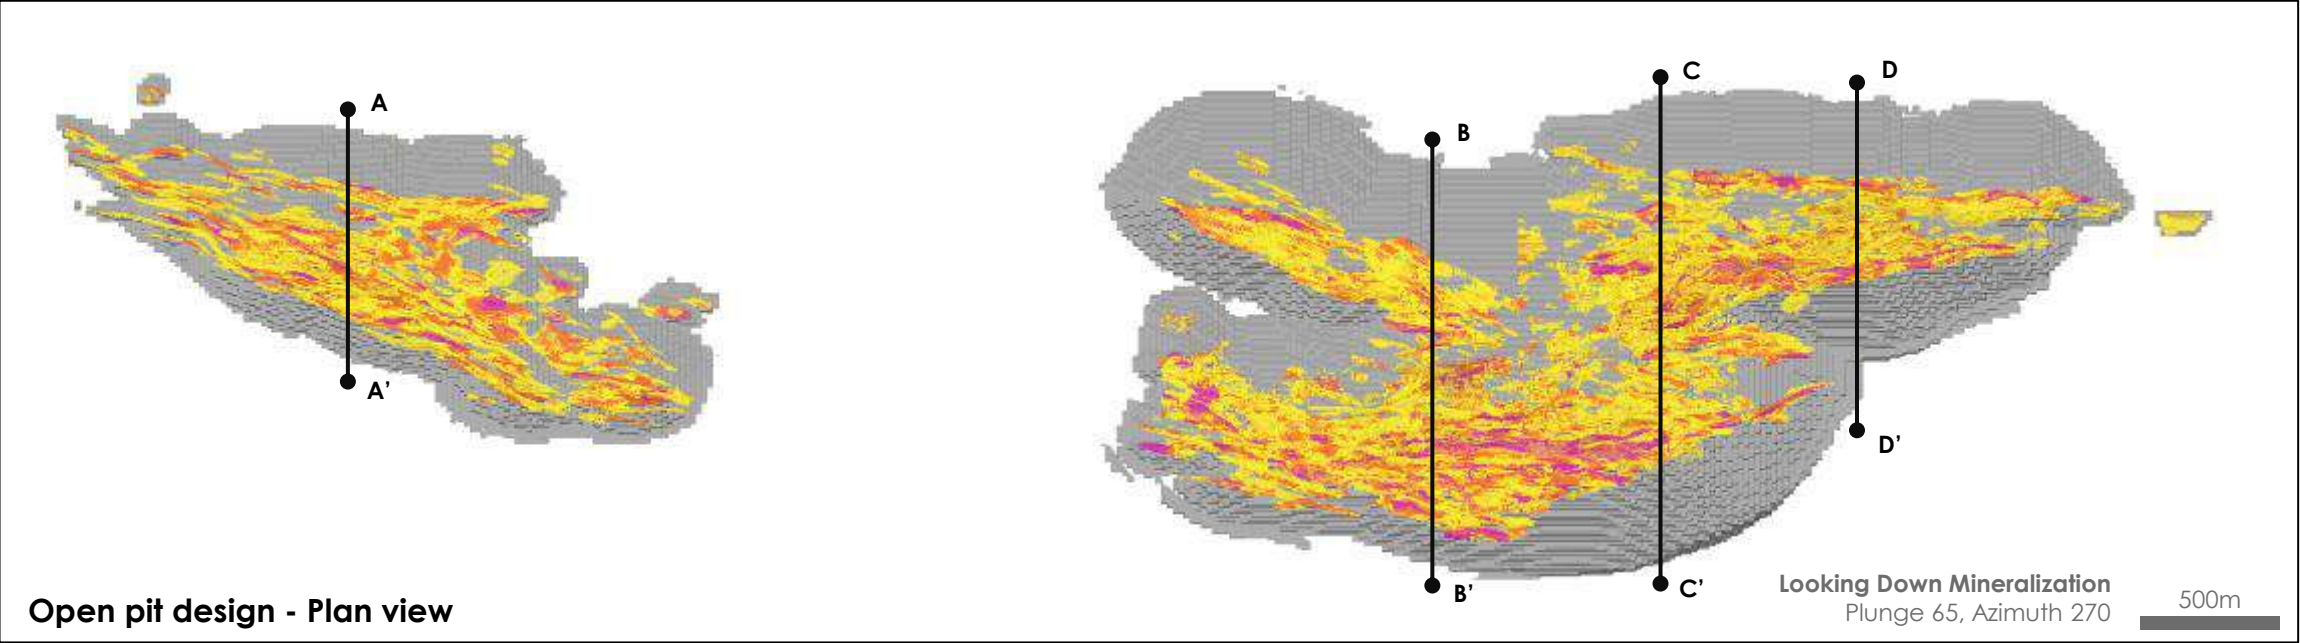 A
A'
B
B'
C
C'
D
D'
Open pit design - Plan view
Looking Down Mineralization
Plunge 65, Azimuth 270
500m